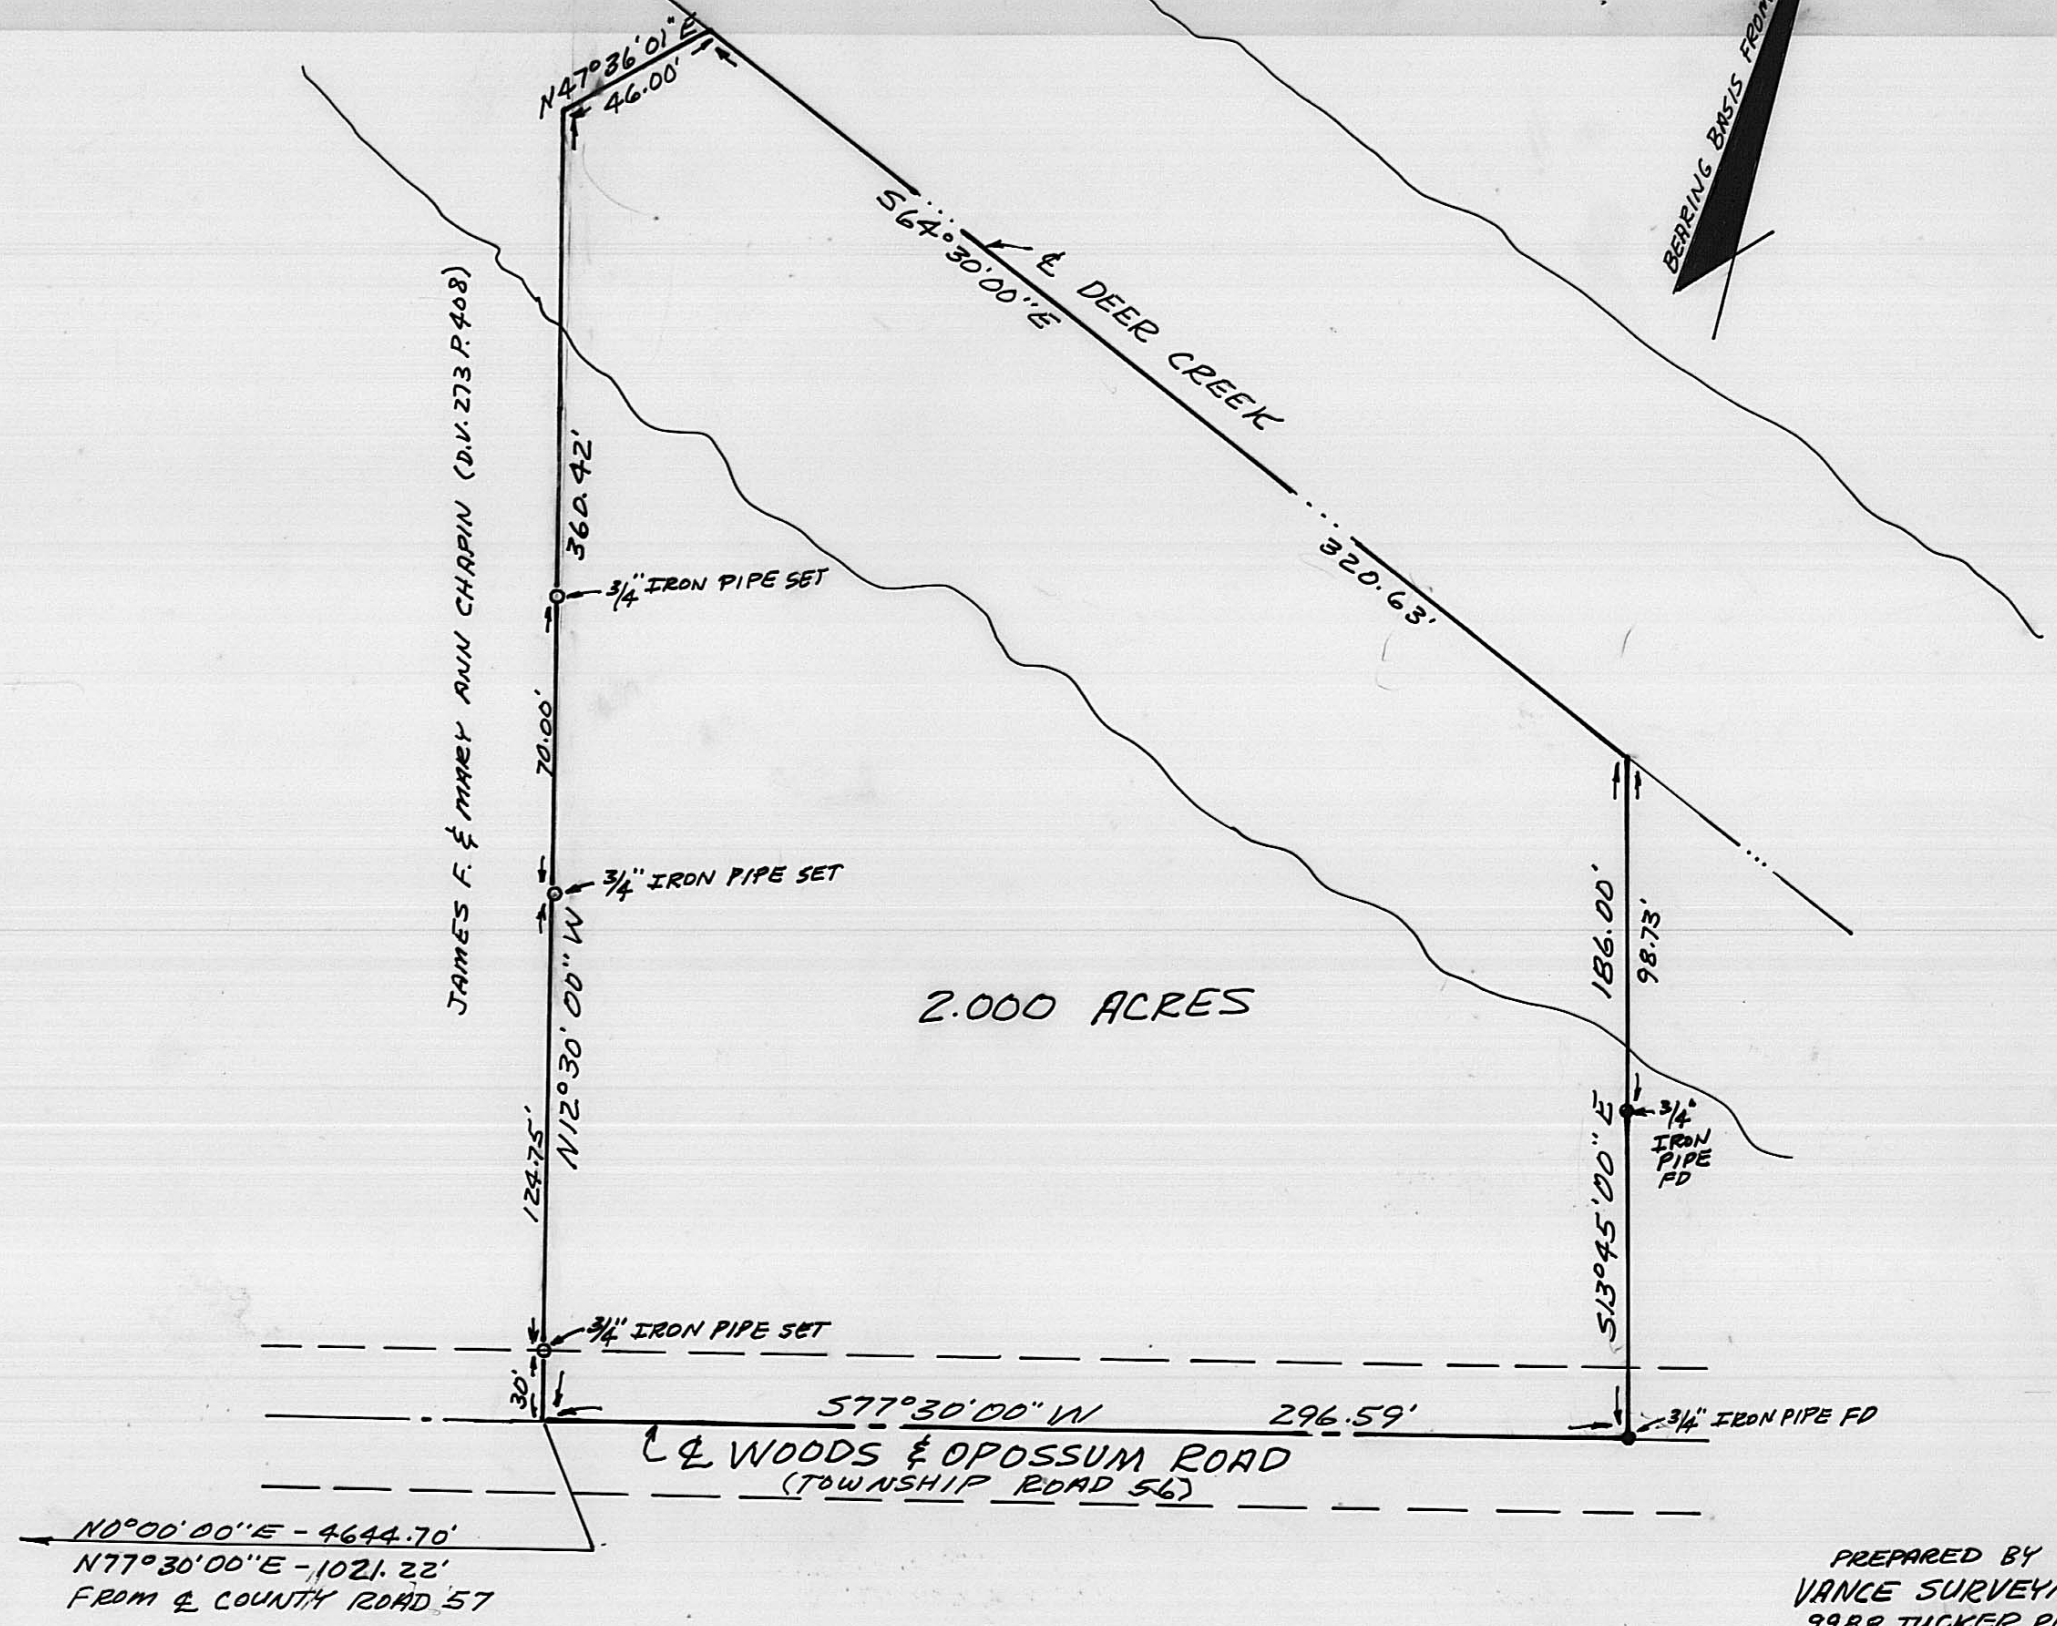 N47°36'01"E
46.00'
BEARING BASIS FROM
S64°30'00"E
℄ DEER CREEK
320.63'
JAMES F. & MARY ANN CHAPIN (D.V. 273 P. 408)
360.42'
3/4" IRON PIPE SET
70.00'
3/4" IRON PIPE SET
N12°30'00"W
124.75'
2.000 ACRES
186.00'
98.73'
S13°45'00"E
3/4"
IRON
PIPE
FD
3/4" IRON PIPE SET
30'
S77°30'00"W 296.59'
3/4" IRON PIPE FD
℄ WOODS & OPOSSUM ROAD
(TOWNSHIP ROAD 56)
N0°00'00"E - 4644.70'
N77°30'00"E - 1021.22'
FROM ℄ COUNTY ROAD 57
PREPARED BY
VANCE SURVEYI
9988 TUCKER